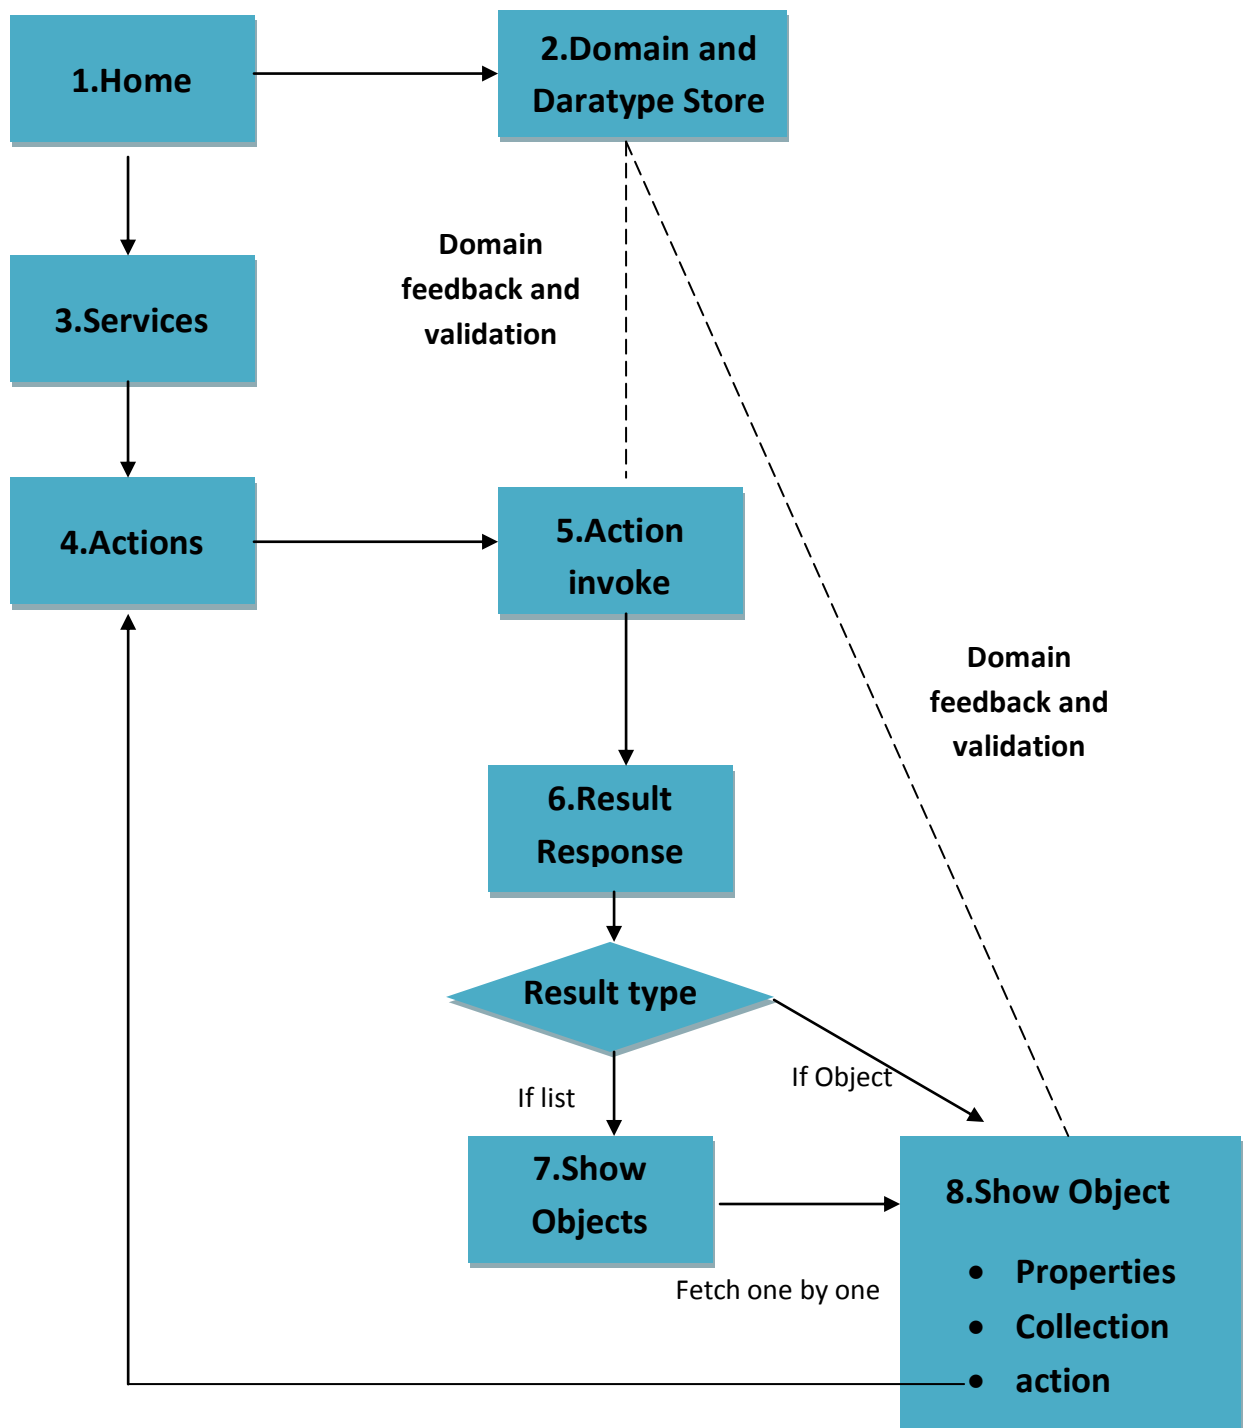 1.Home
2.Domain and
Daratype Store
Domain
feedback and
validation
3.Services
4.Actions
5.Action
invoke
Domain
feedback and
validation
6.Result
Response
Result type
If Object
If list
7.Show
Objects
8.Show Object
Fetch one by one
• Properties
• Collection
• action